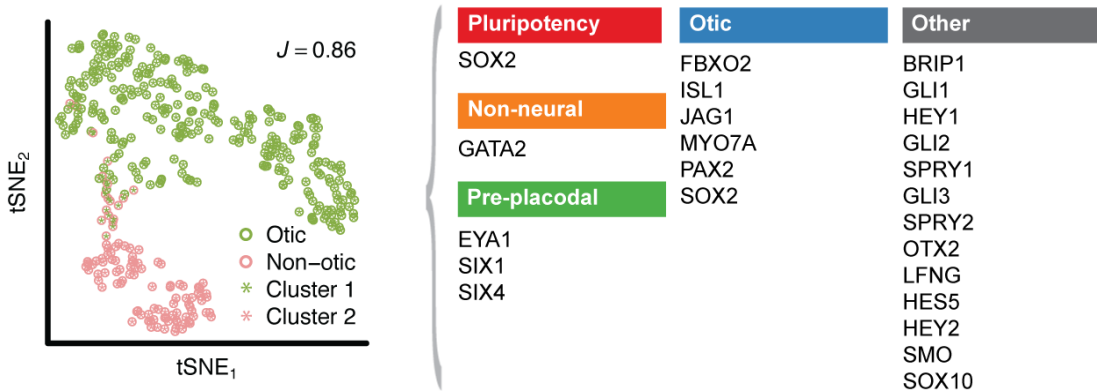 J = 0.86
tSNE2
Otic
Non–otic
Cluster 1
Cluster 2
tSNE1
Pluripotency
SOX2
Non-neural
GATA2
Pre-placodal
EYA1
SIX1
SIX4
Otic
FBXO2
ISL1
JAG1
MYO7A
PAX2
SOX2
Other
BRIP1
GLI1
HEY1
GLI2
SPRY1
GLI3
SPRY2
OTX2
LFNG
HES5
HEY2
SMO
SOX10